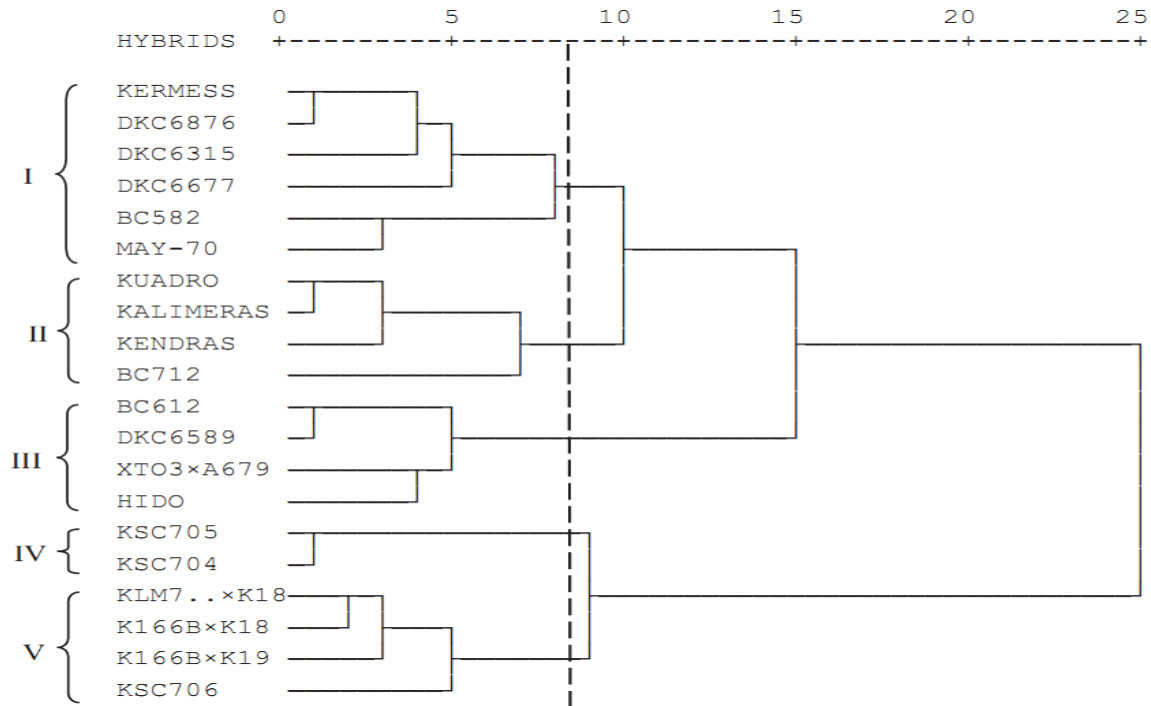 0 5 10 15 20 25
HYBRIDS
KERMESS
DKC6876
DKC6315
I
DKC6677
BC582
MAY-70
KUADRO
KALIMERAS
II
KENDRAS
BC712
BC612
DKC6589
III
XTO3×A679
HIDO
KSC705
IV
KSC704
KLM7..×K18
K166B×K18
V
K166B×K19
KSC706